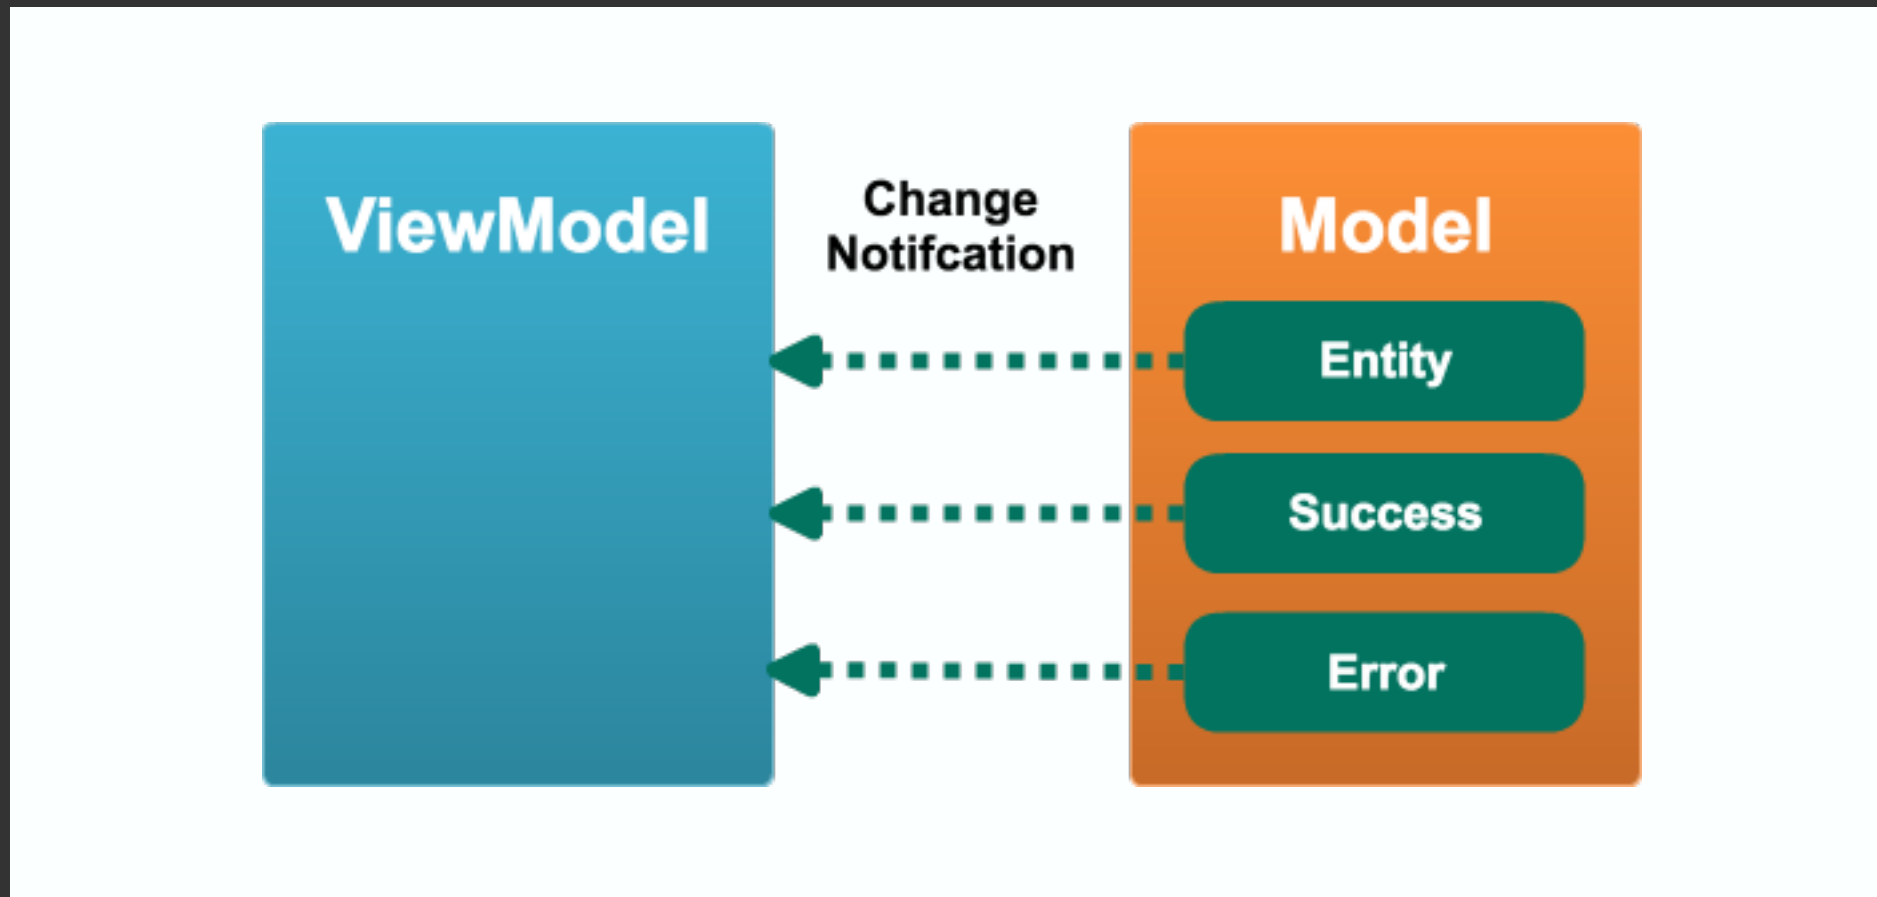 ViewModel
Change
Notifcation
Model
Entity
Success
Error